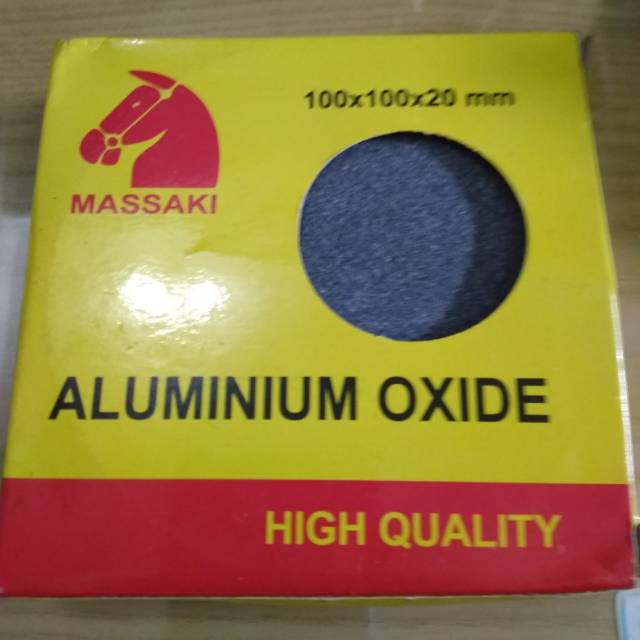 100x100x20 mm
MASSAKI
ALUMINIUM OXIDE
HIGH QUALITY